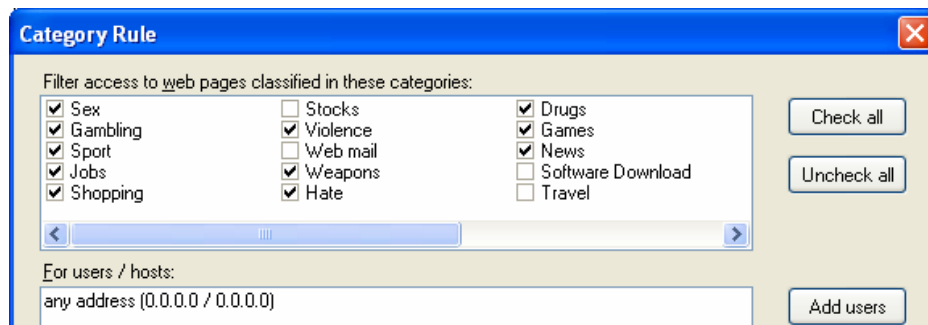 Category Rule
Filter access to web pages classified in these categories:
Sex
Gambling
Sport
Jobs
Shopping
Stocks
Violence
Web mail
Weapons
Hate
Drugs
Games
News
Software Download
Travel
Check all
Uncheck all
For users / hosts:
any address (0.0.0.0 / 0.0.0.0)
Add users